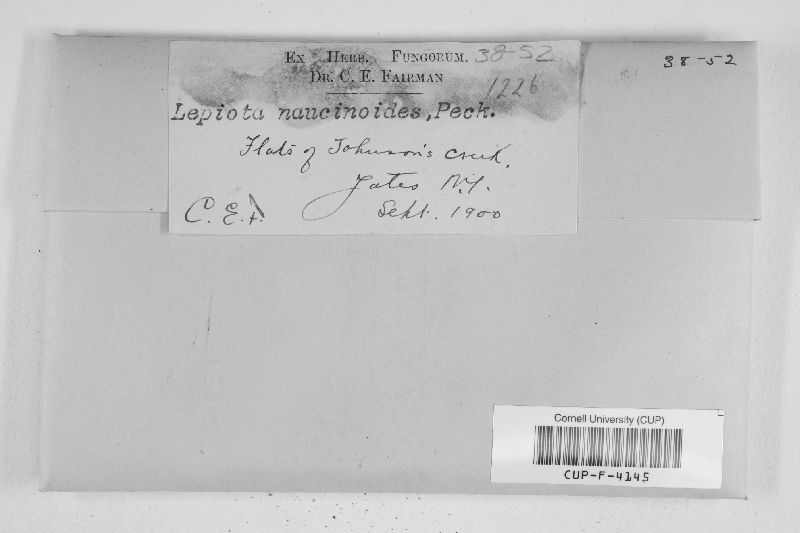 Ex Herb. Fungorum. 38-52
38-52
Dr. C. E. Fairman
1226
Lepiota naucinoides, Peck.
Flats of Johnson's Creek.
Yates N.Y.
C. E. F. Sept. 1900
Cornell University (CUP)
CUP-F-4145